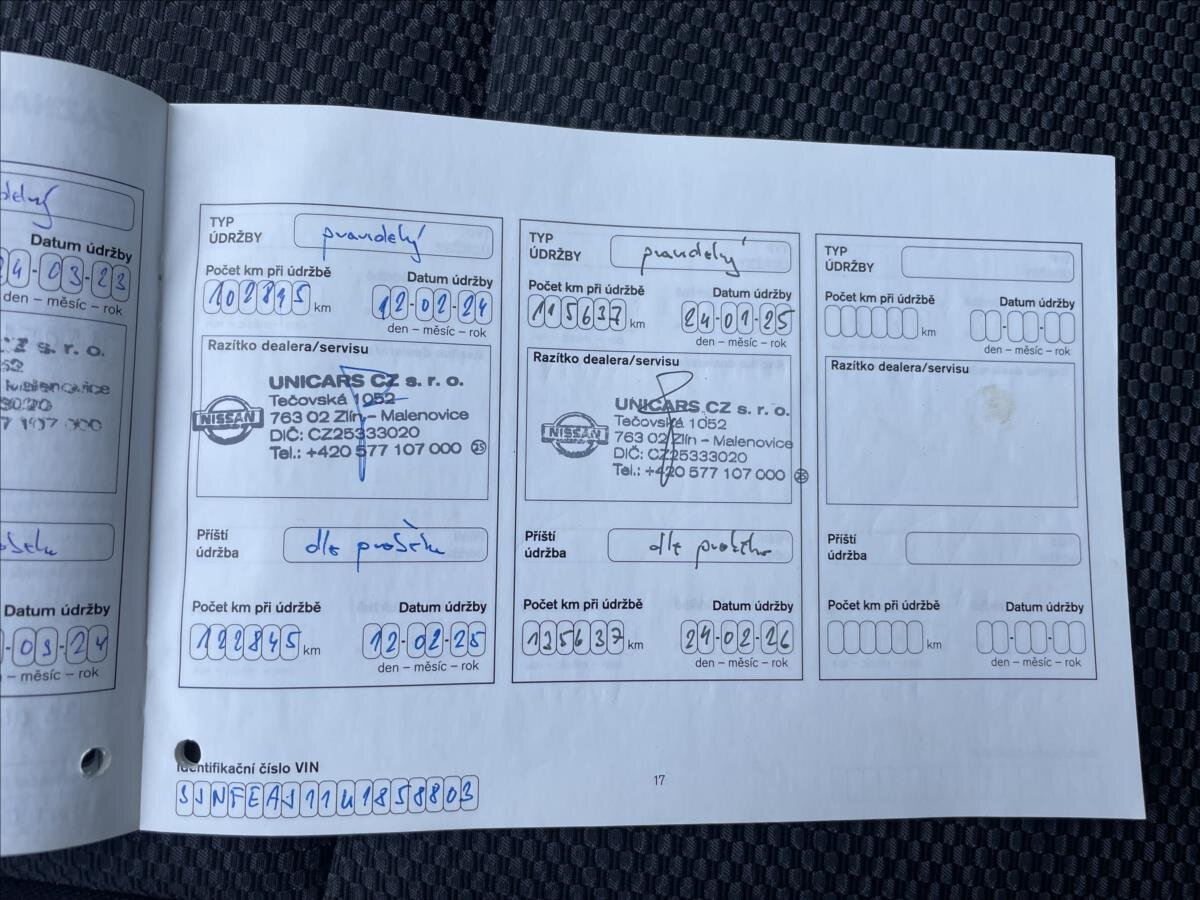 Datum údržby
24-03-23
den – měsíc – rok
CZ s. r. o.
Malenovice
Datum údržby
-03-24
– měsíc – rok
TYP
ÚDRŽBY
pravidelný
Počet km při údržbě
Datum údržby
102845 km
12-02-24
den – měsíc – rok
Razítko dealera/servisu
UNICARS CZ s. r. o.
Tečovská 1052
NISSAN
763 02 Zlín – Malenovice
DIČ: CZ25333020
Tel.: +420 577 107 000 25
Příští
údržba
dle průběhu
Počet km při údržbě
Datum údržby
122845 km
12-02-25
den – měsíc – rok
TYP
ÚDRŽBY
pravidelný
Počet km při údržbě
Datum údržby
115637 km
24-01-25
den – měsíc – rok
Razítko dealera/servisu
UNICARS CZ s. r. o.
Tečovská 1052
NISSAN
763 02 Zlín – Malenovice
DIČ: CZ25333020
Tel.: +420 577 107 000
Příští
údržba
Počet km při údržbě
Datum údržby
135637 km
24-02-26
den – měsíc – rok
TYP
ÚDRŽBY
Počet km při údržbě
Datum údržby
km
den – měsíc – rok
Razítko dealera/servisu
Příští
údržba
Počet km při údržbě
Datum údržby
km
den – měsíc – rok
Identifikační číslo VIN
SJNFEAJ11U1858803
17